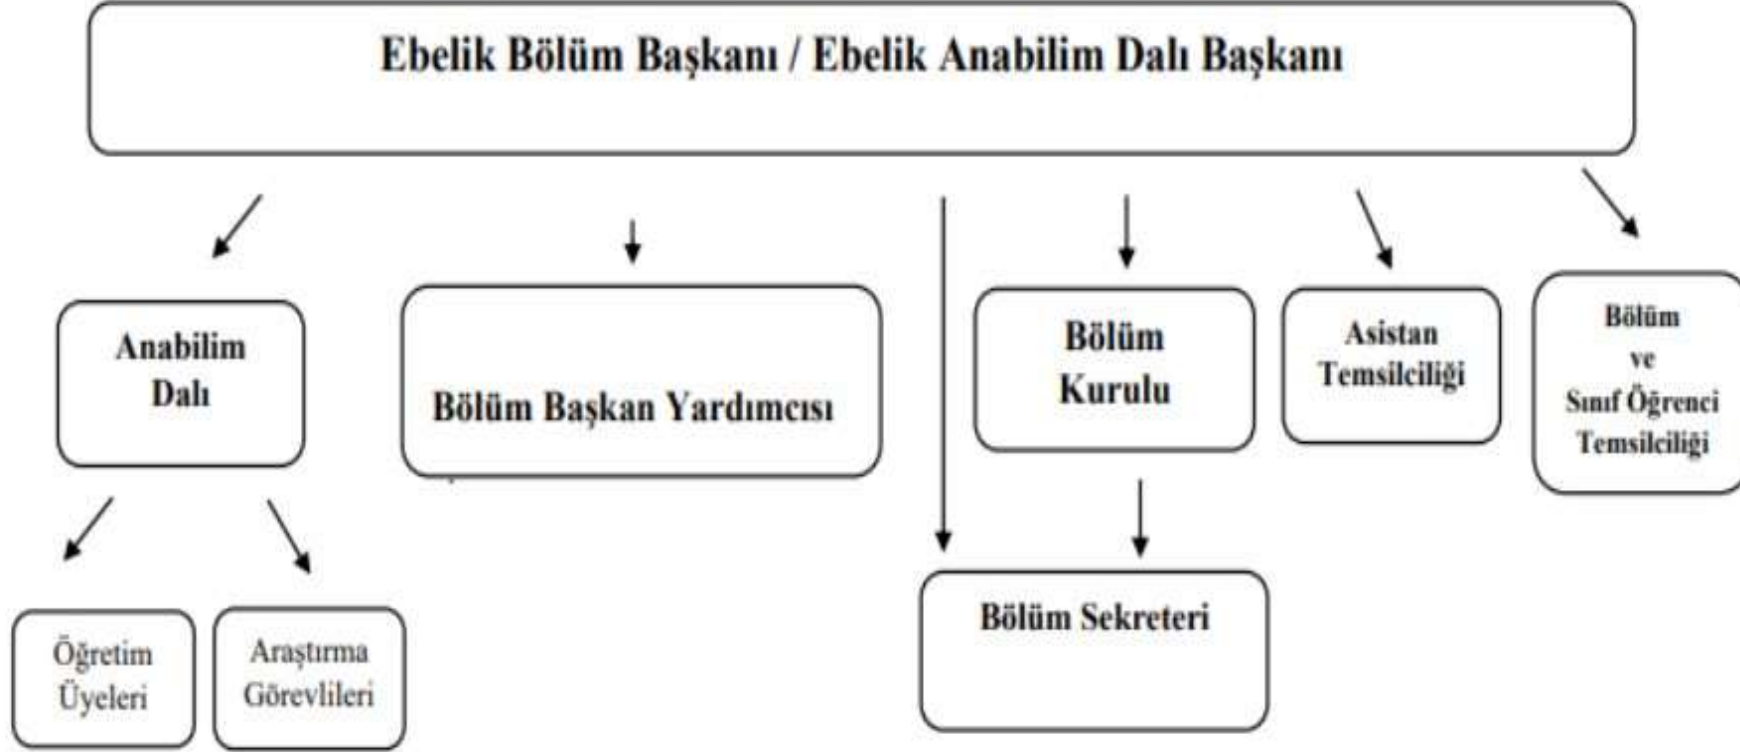 Ebelik Bölüm Başkanı / Ebelik Anabilim Dalı Başkanı
Anabilim
Dalı
Bölüm Başkan Yardımcısı
Bölüm
Kurulu
Asistan
Temsilciliği
Bölüm
ve
Sınıf Öğrenci
Temsilciliği
Öğretim
Üyeleri
Araştırma
Görevlileri
Bölüm Sekreteri